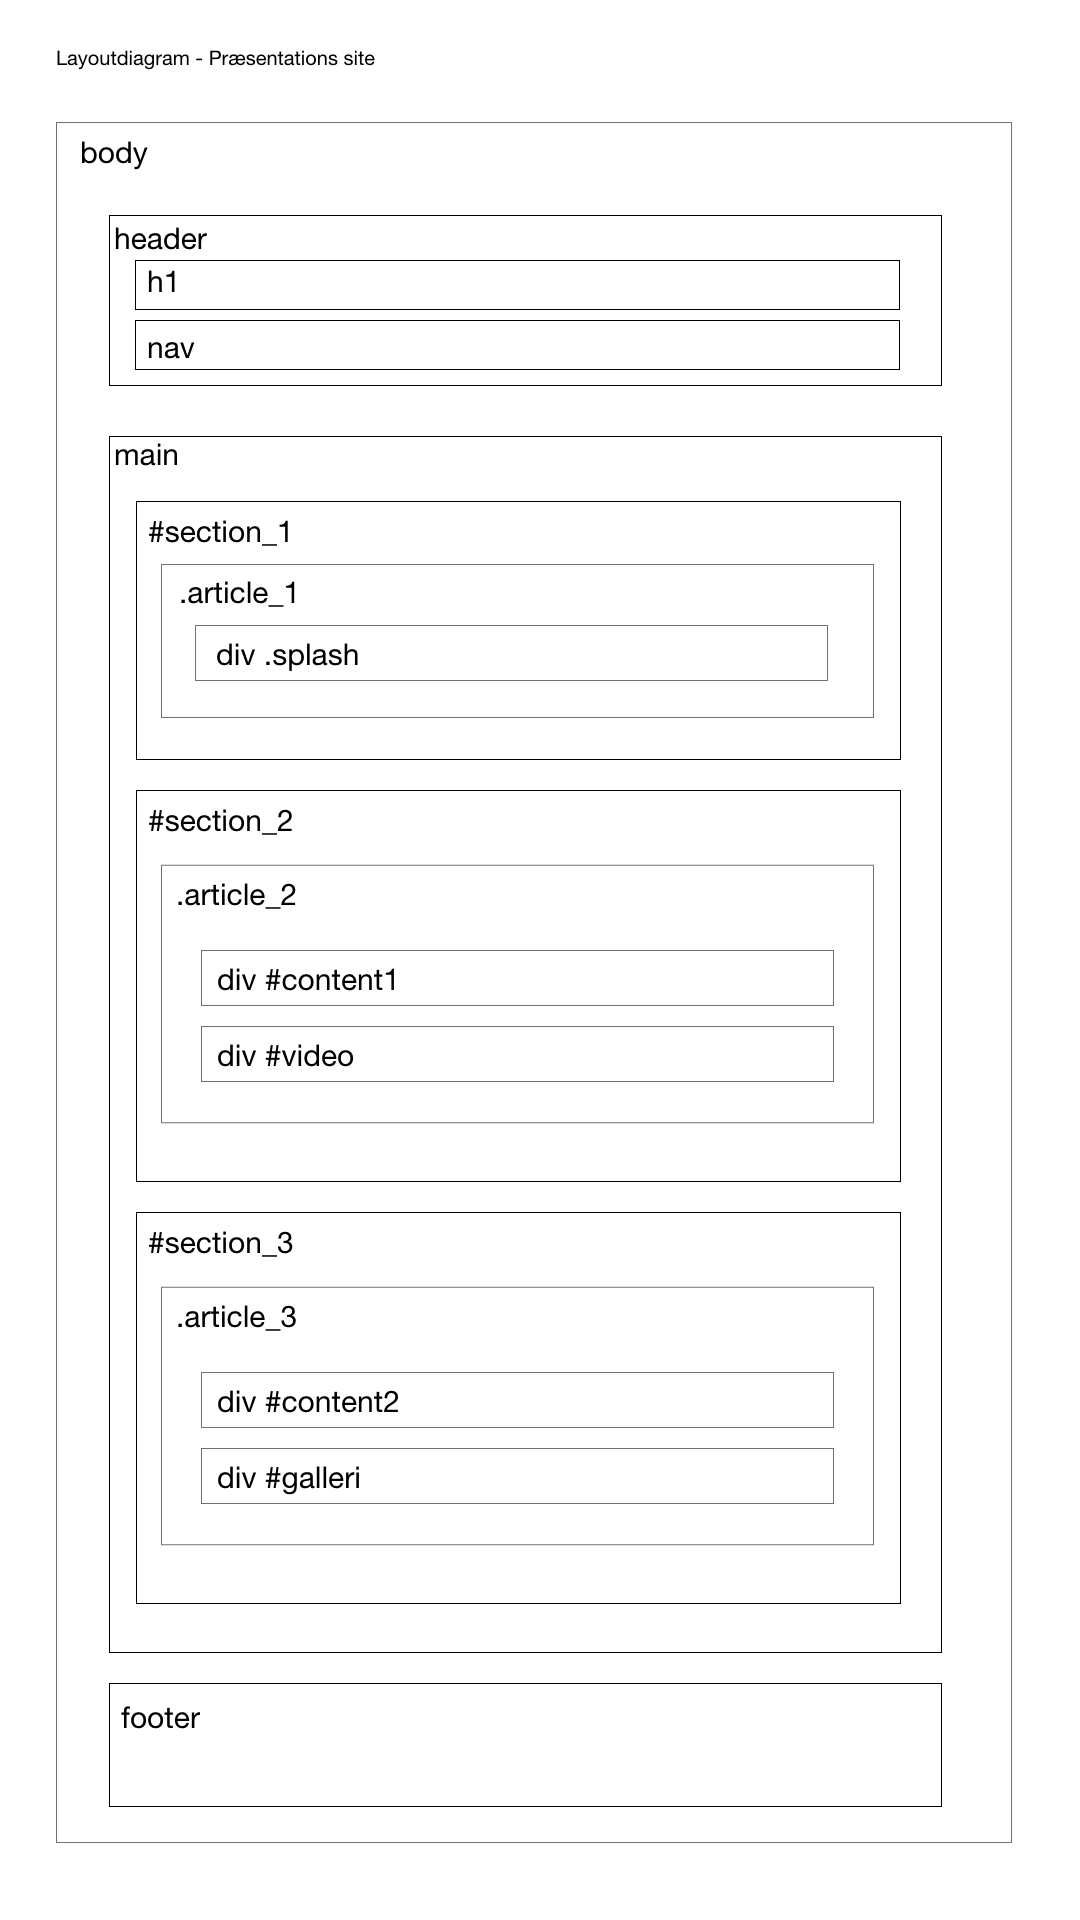 Layoutdiagram - Præsentations site
body
header
h1
nav
main
#section_1
.article_1
div .splash
#section_2
.article_2
div #content1
div #video
#section_3
.article_3
div #content2
div #galleri
footer